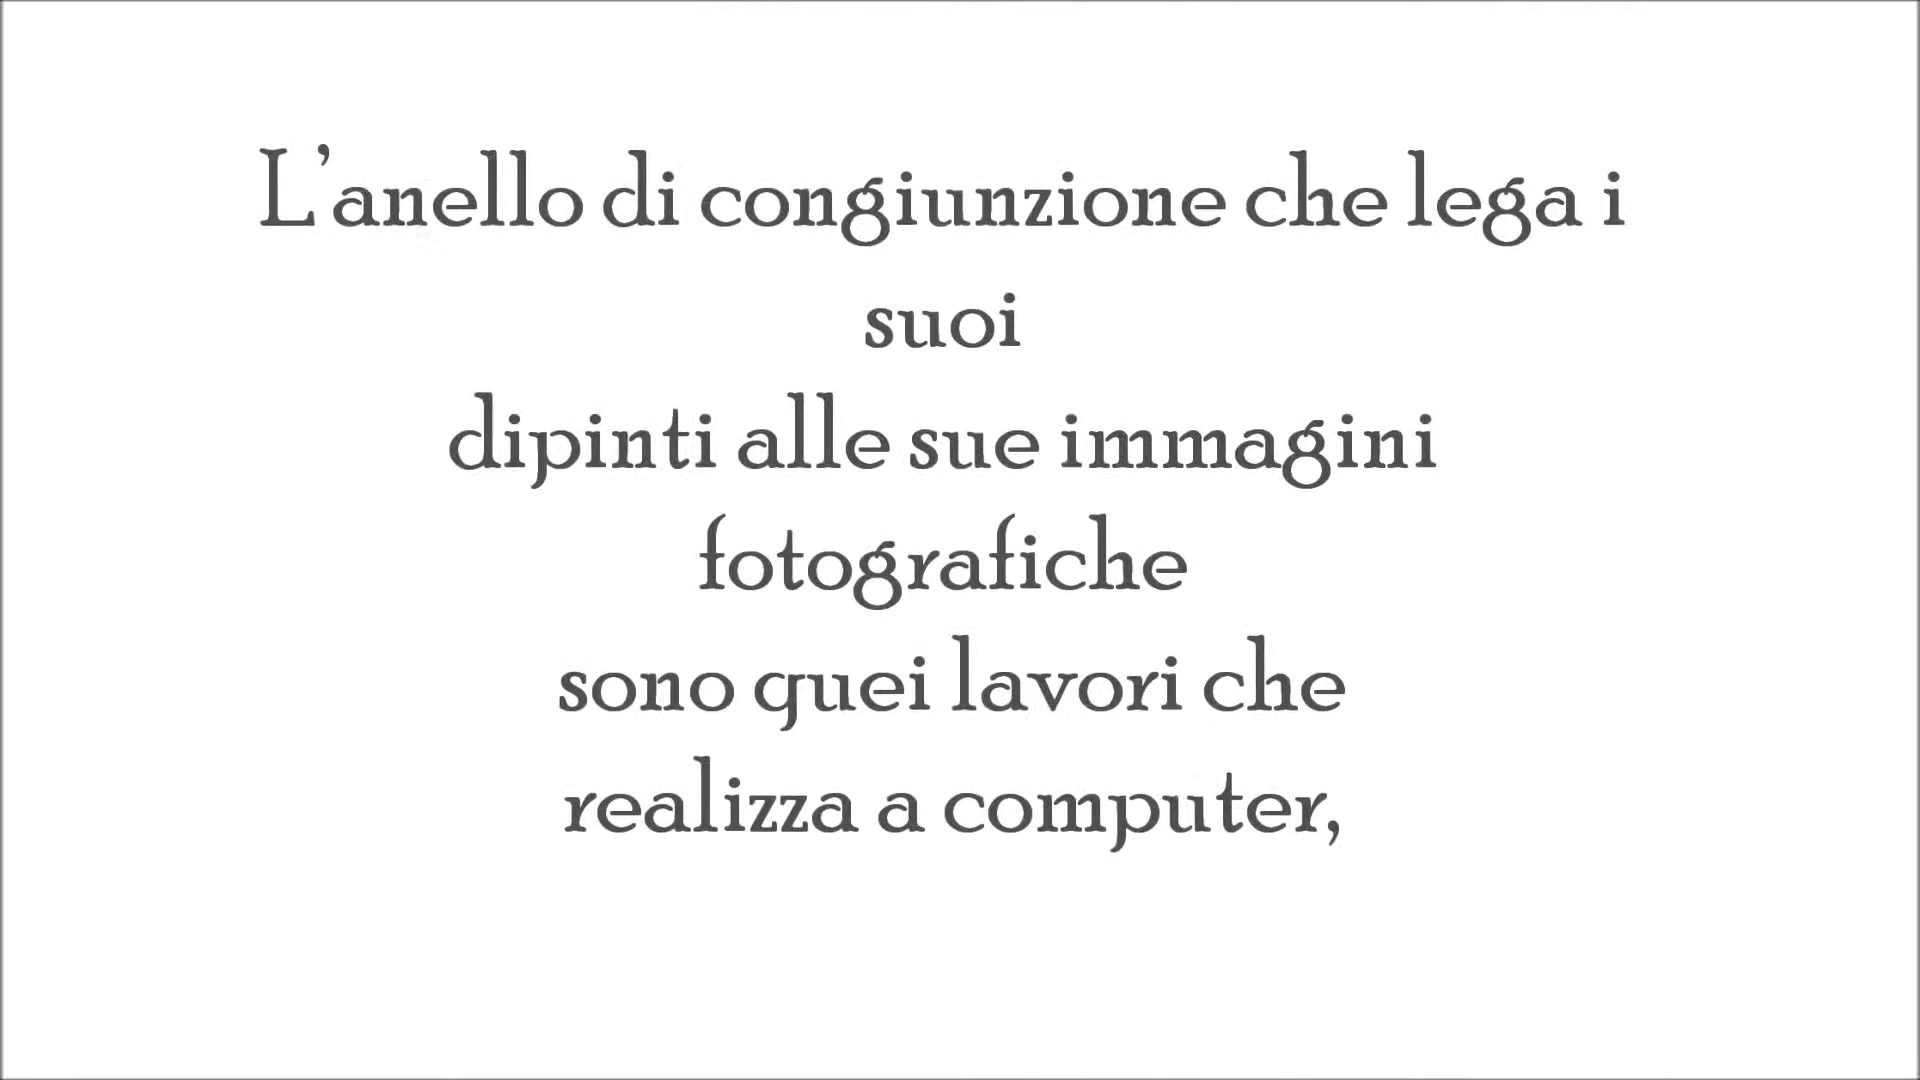 L'anello di congiunzione che lega i
suoi
dipinti alle sue immagini
fotografiche
sono quei lavori che
realizza a computer,